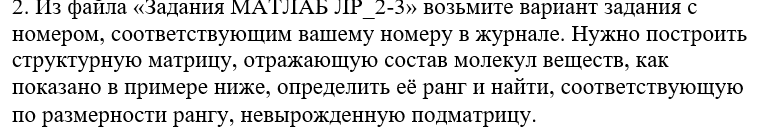 2. Из файла «Задания МАТЛАБ ЛР_2-3» возьмите вариант задания с
номером, соответствующим вашему номеру в журнале. Нужно построить
структурную матрицу, отражающую состав молекул веществ, как
показано в примере ниже, определить её ранг и найти, соответствующую
по размерности рангу, невырожденную подматрицу.